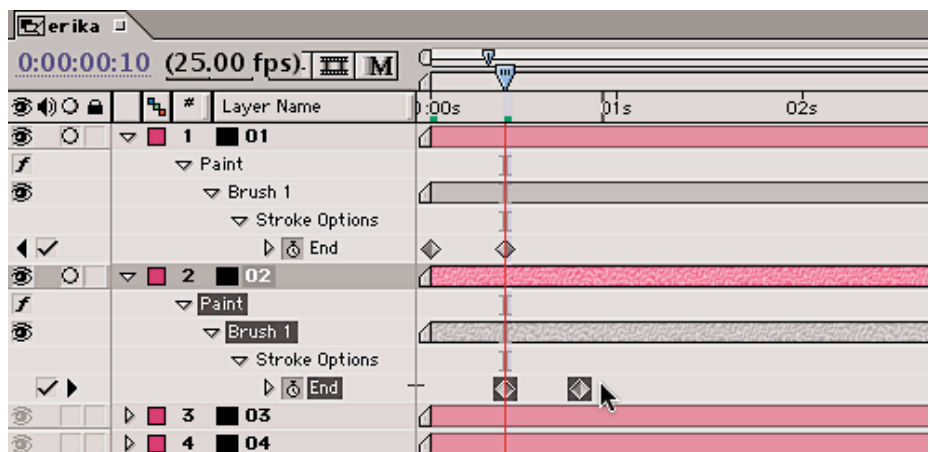 erika
0:00:00:10 (25.00 fps) M
# Layer Name :00s 01s 02s
1 01
f Paint
Brush 1
Stroke Options
End
2 02
f Paint
Brush 1
Stroke Options
End
3 03
4 04